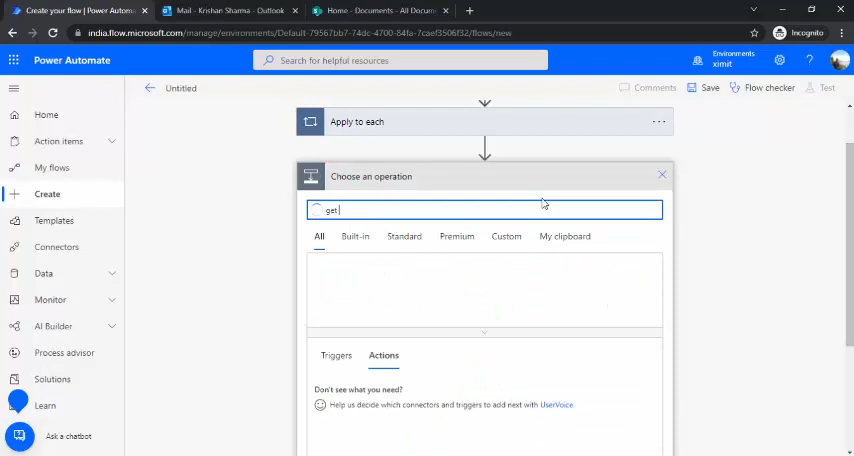 Create your flow | Power Automate
Mail - Krishan Sharma - Outlook
Home - Documents - All Docume
india.flow.microsoft.com/manage/environments/Default-79567bb7-74dc-4700-84fa-7caef3506f32/flows/new
Incognito
Power Automate
Search for helpful resources
Environments
ximit
Untitled
Comments
Save
Flow checker
Test
Home
Action items
My flows
Create
Templates
Connectors
Data
Monitor
AI Builder
Process advisor
Solutions
Learn
Ask a chatbot
Apply to each
Choose an operation
get
All
Built-in
Standard
Premium
Custom
My clipboard
Triggers
Actions
Don't see what you need?
Help us decide which connectors and triggers to add next with UserVoice